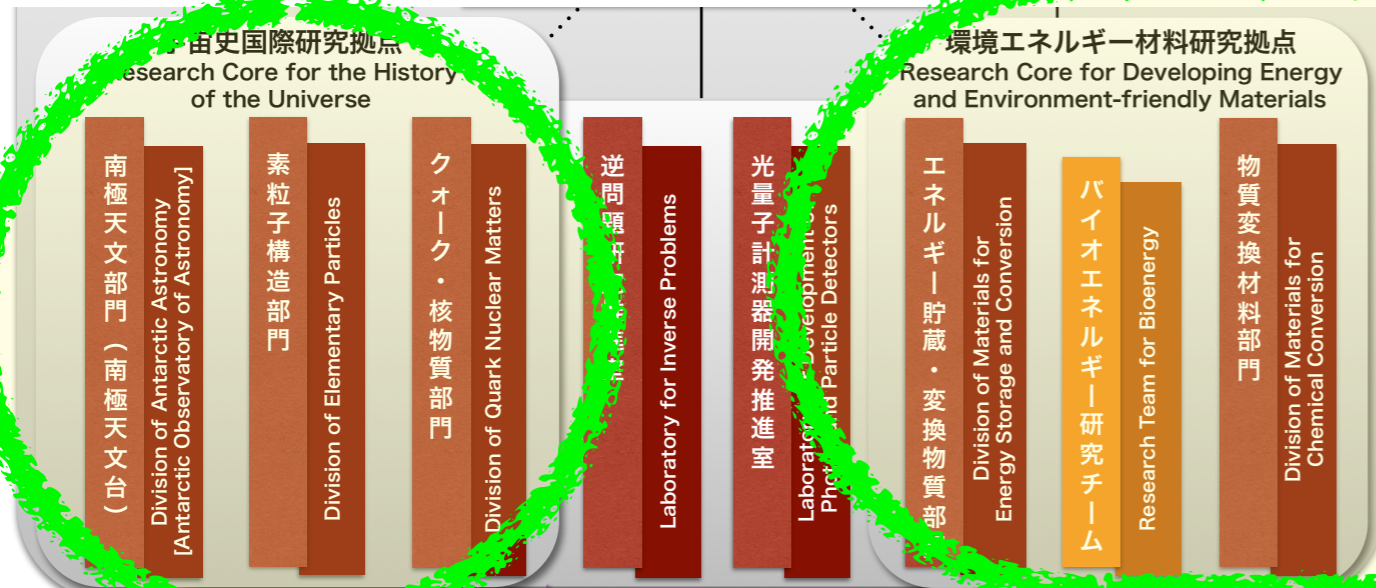 宇宙史国際研究拠点
Research Core for the History
of the Universe
南極天文部門(南極天文台)
Division of Antarctic Astronomy
[Antarctic Observatory of Astronomy]
素粒子構造部門
Division of Elementary Particles
クォーク・核物質部門
Division of Quark Nuclear Matters
逆問題研
Laboratory for Inverse Problems
光量子計測器開発推進室
Development
and Particle Detectors
環境エネルギー材料研究拠点
Research Core for Developing Energy
and Environment-friendly Materials
エネルギー貯蔵・変換物質部
Division of Materials for
Energy Storage and Conversion
バイオエネルギー研究チーム
Research Team for Bioenergy
物質変換材料部門
Division of Materials for
Chemical Conversion